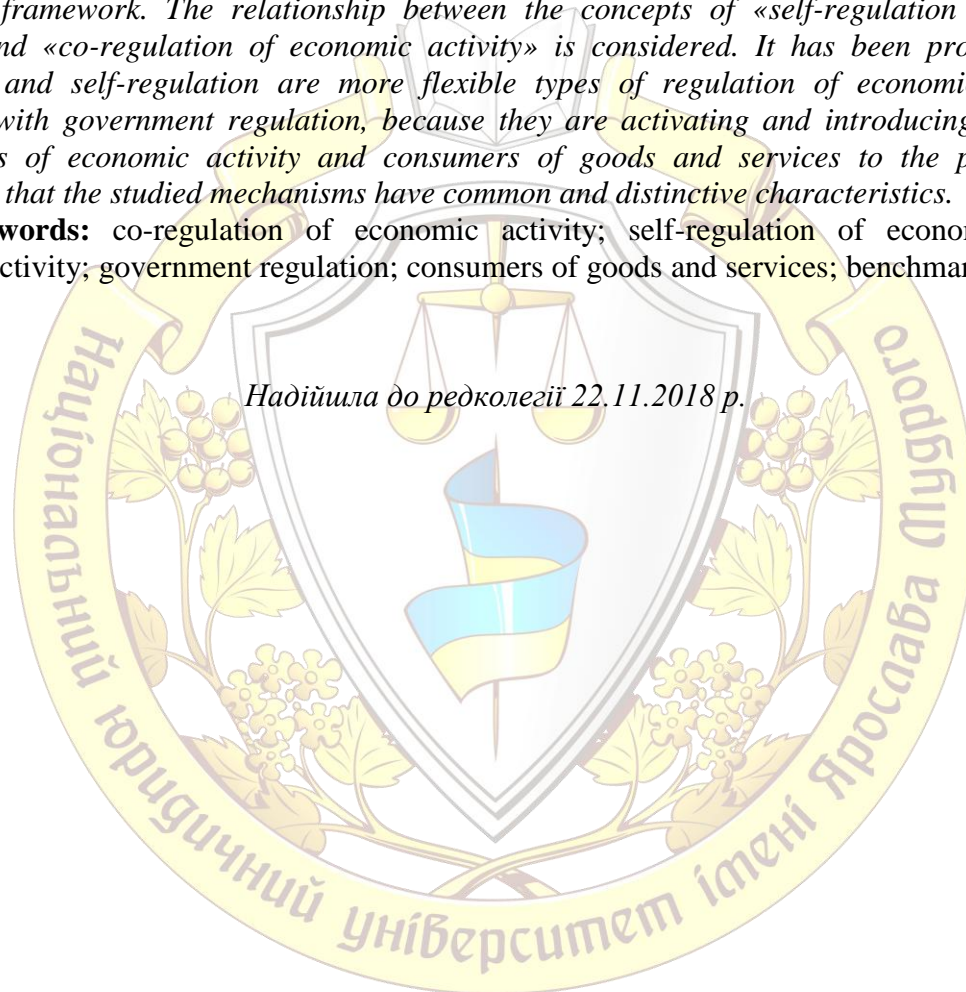 framework. The relationship between the concepts of «self-regulation
nd «co-regulation of economic activity» is considered. It has been pro
and self-regulation are more flexible types of regulation of economi
with government regulation, because they are activating and introducing
s of economic activity and consumers of goods and services to the p
that the studied mechanisms have common and distinctive characteristics.
words: co-regulation of economic activity; self-regulation of econo
ctivity; government regulation; consumers of goods and services; benchmar
Надійшла до редколегії 22.11.2018 р.
Національний юридичний університет імені Ярослава Мудрого